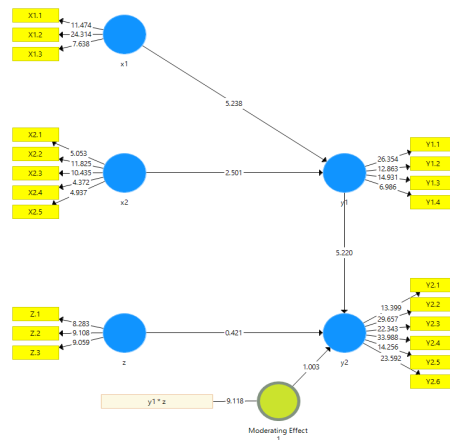 X1.1
11.474
X1.2
24.314
7.638
X1.3
x1
5.238
X2.1
5.053
X2.2
11.825
X2.3
10.435
4.372
X2.4
4.937
X2.5
x2
2.501
y1
26.354
Y1.1
12.863
Y1.2
14.931
Y1.3
6.986
Y1.4
5.220
Z.1
8.283
Z.2
9.108
9.059
Z.3
z
0.421
y2
13.399
Y2.1
29.657
Y2.2
22.343
Y2.3
33.988
Y2.4
14.256
Y2.5
23.592
Y2.6
1.003
y1 * z
9.118
Moderating Effect
1